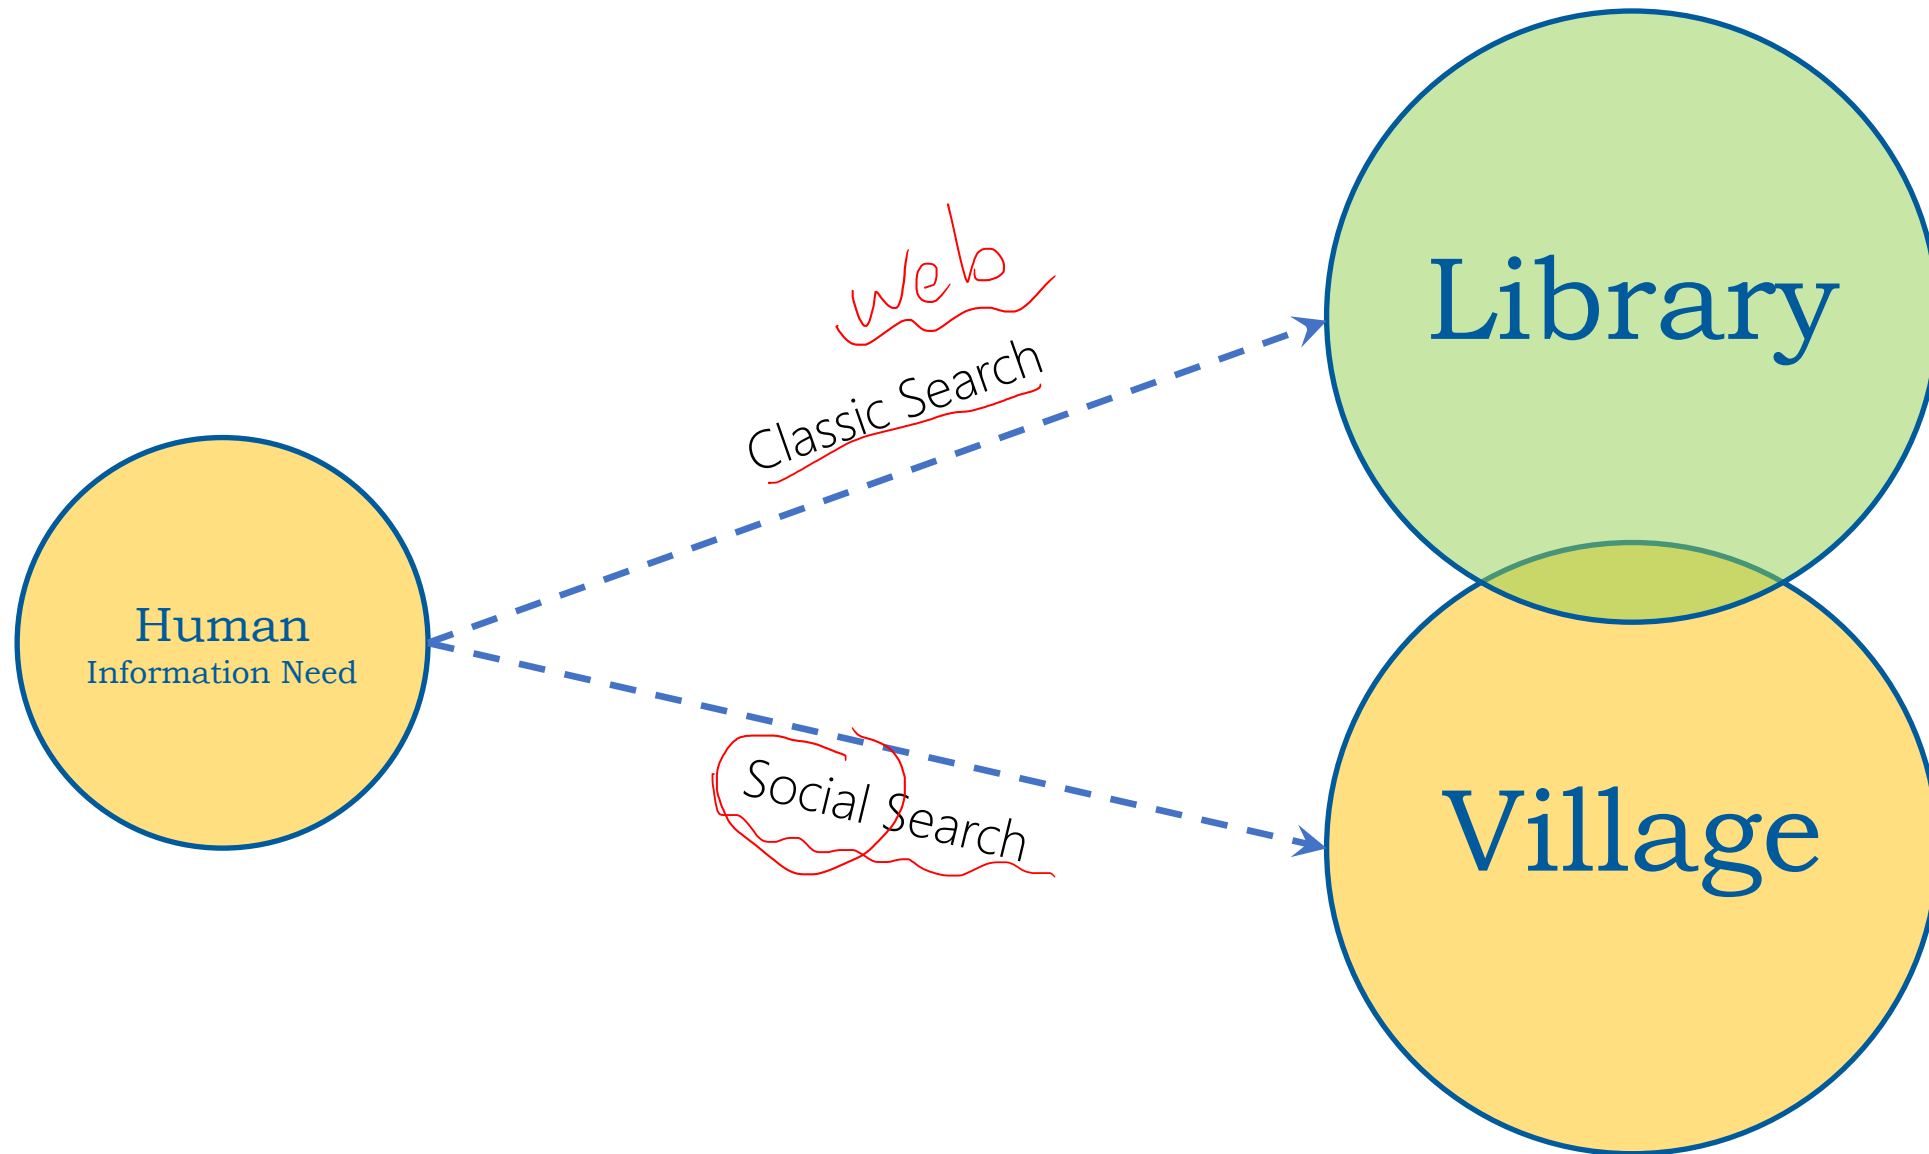 web
Classic Search
Library
Human
Information Need
Social Search
Village